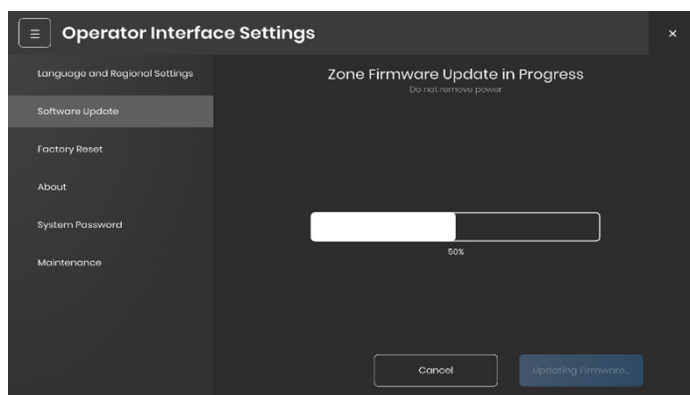 Operator Interface Settings
Language and Regional Settings
Software Update
Factory Reset
About
System Password
Maintenance
Zone Firmware Update in Progress
Do not remove power
50%
Cancel
Updating Firmware...